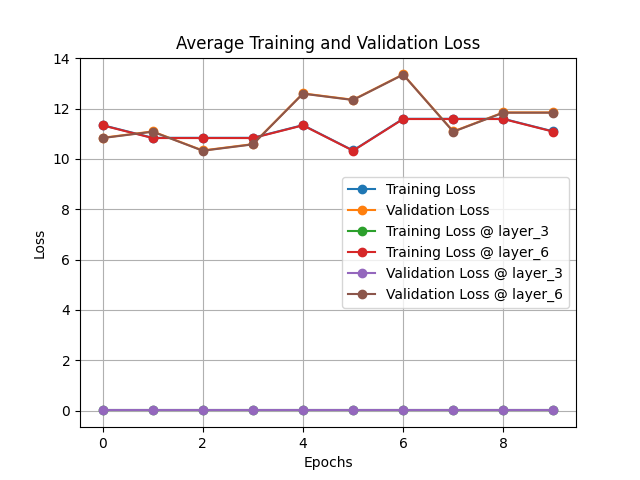 Average Training and Validation Loss
14
12
10
8
6
4
2
0
Loss
Training Loss
Validation Loss
Training Loss @ layer_3
Training Loss @ layer_6
Validation Loss @ layer_3
Validation Loss @ layer_6
0 2 4 6 8
Epochs